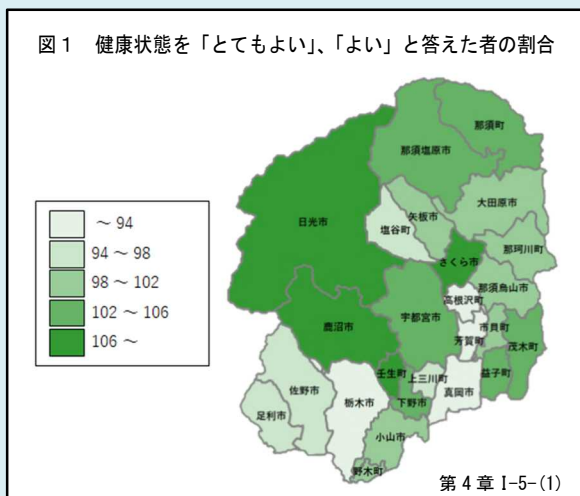 図1 健康状態を「とてもよい」、「よい」と答えた者の割合
～ 94
94 ～ 98
98 ～ 102
102 ～ 106
106 ～
那須町
那須塩原市
大田原市
日光市
矢板市
塩谷町
那珂川町
さくら市
那須烏山市
高根沢町
宇都宮市
鹿沼市
市貝町
茂木町
芳賀町
壬生町
上三川町
益子町
真岡市
佐野市
栃木市
下野市
足利市
小山市
野木町
第4章 I-5-(1)